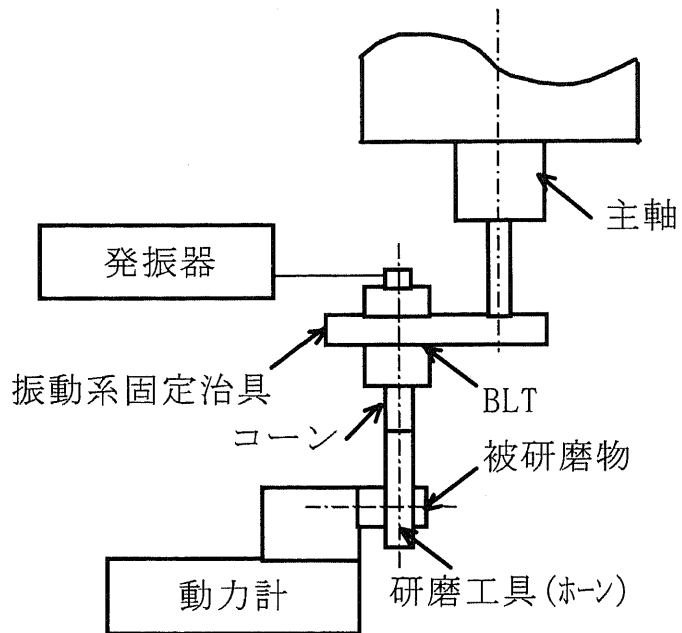 主軸
発振器
振動系固定治具
BLT
コーン
被研磨物
研磨工具(ホーン)
動力計